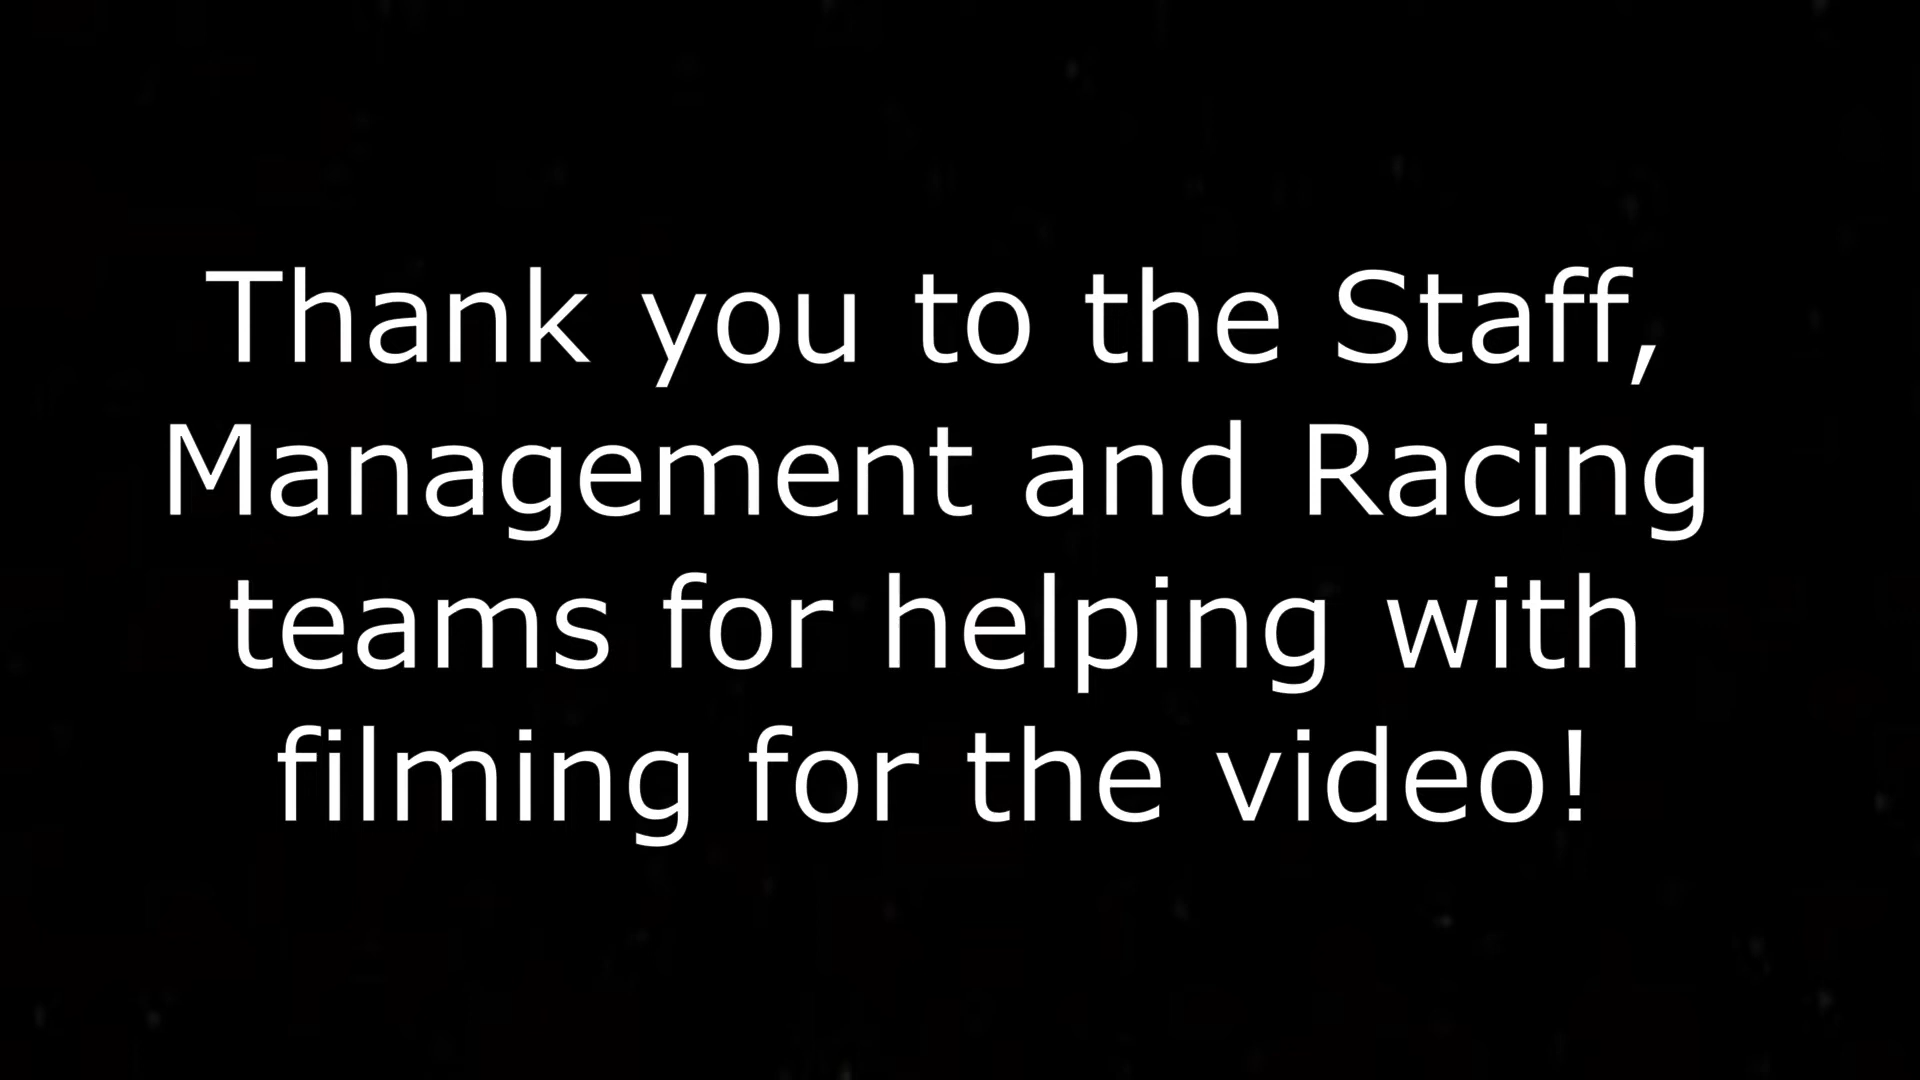 Thank you to the Staff,
Management and Racing
teams for helping with
filming for the video!